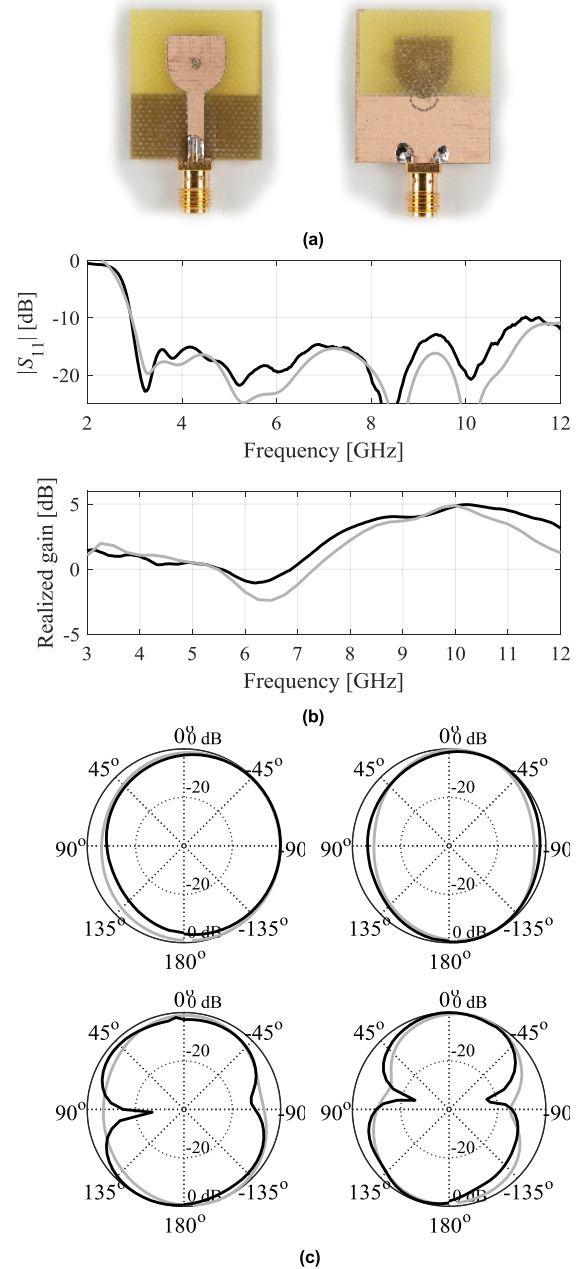 (a)
0
-10
-20
|S11| [dB]
2 4 6 8 10 12
Frequency [GHz]
5
0
-5
Realized gain [dB]
3 4 5 6 7 8 9 10 11 12
Frequency [GHz]
(b)
0º 0 dB 0º 0 dB
45º -45º 45º -45º
-20 -20
90º -90 90º -90º
-20 -20
135º 0 dB -135º 135º 0 dB -135º
180º 180º
0º 0 dB 0º 0 dB
45º -45º 45º -45º
-20 -20
90º -90 90º -90º
-20 -20
135º 0 dB -135º 135º 0 dB -135º
180º 180º
(c)